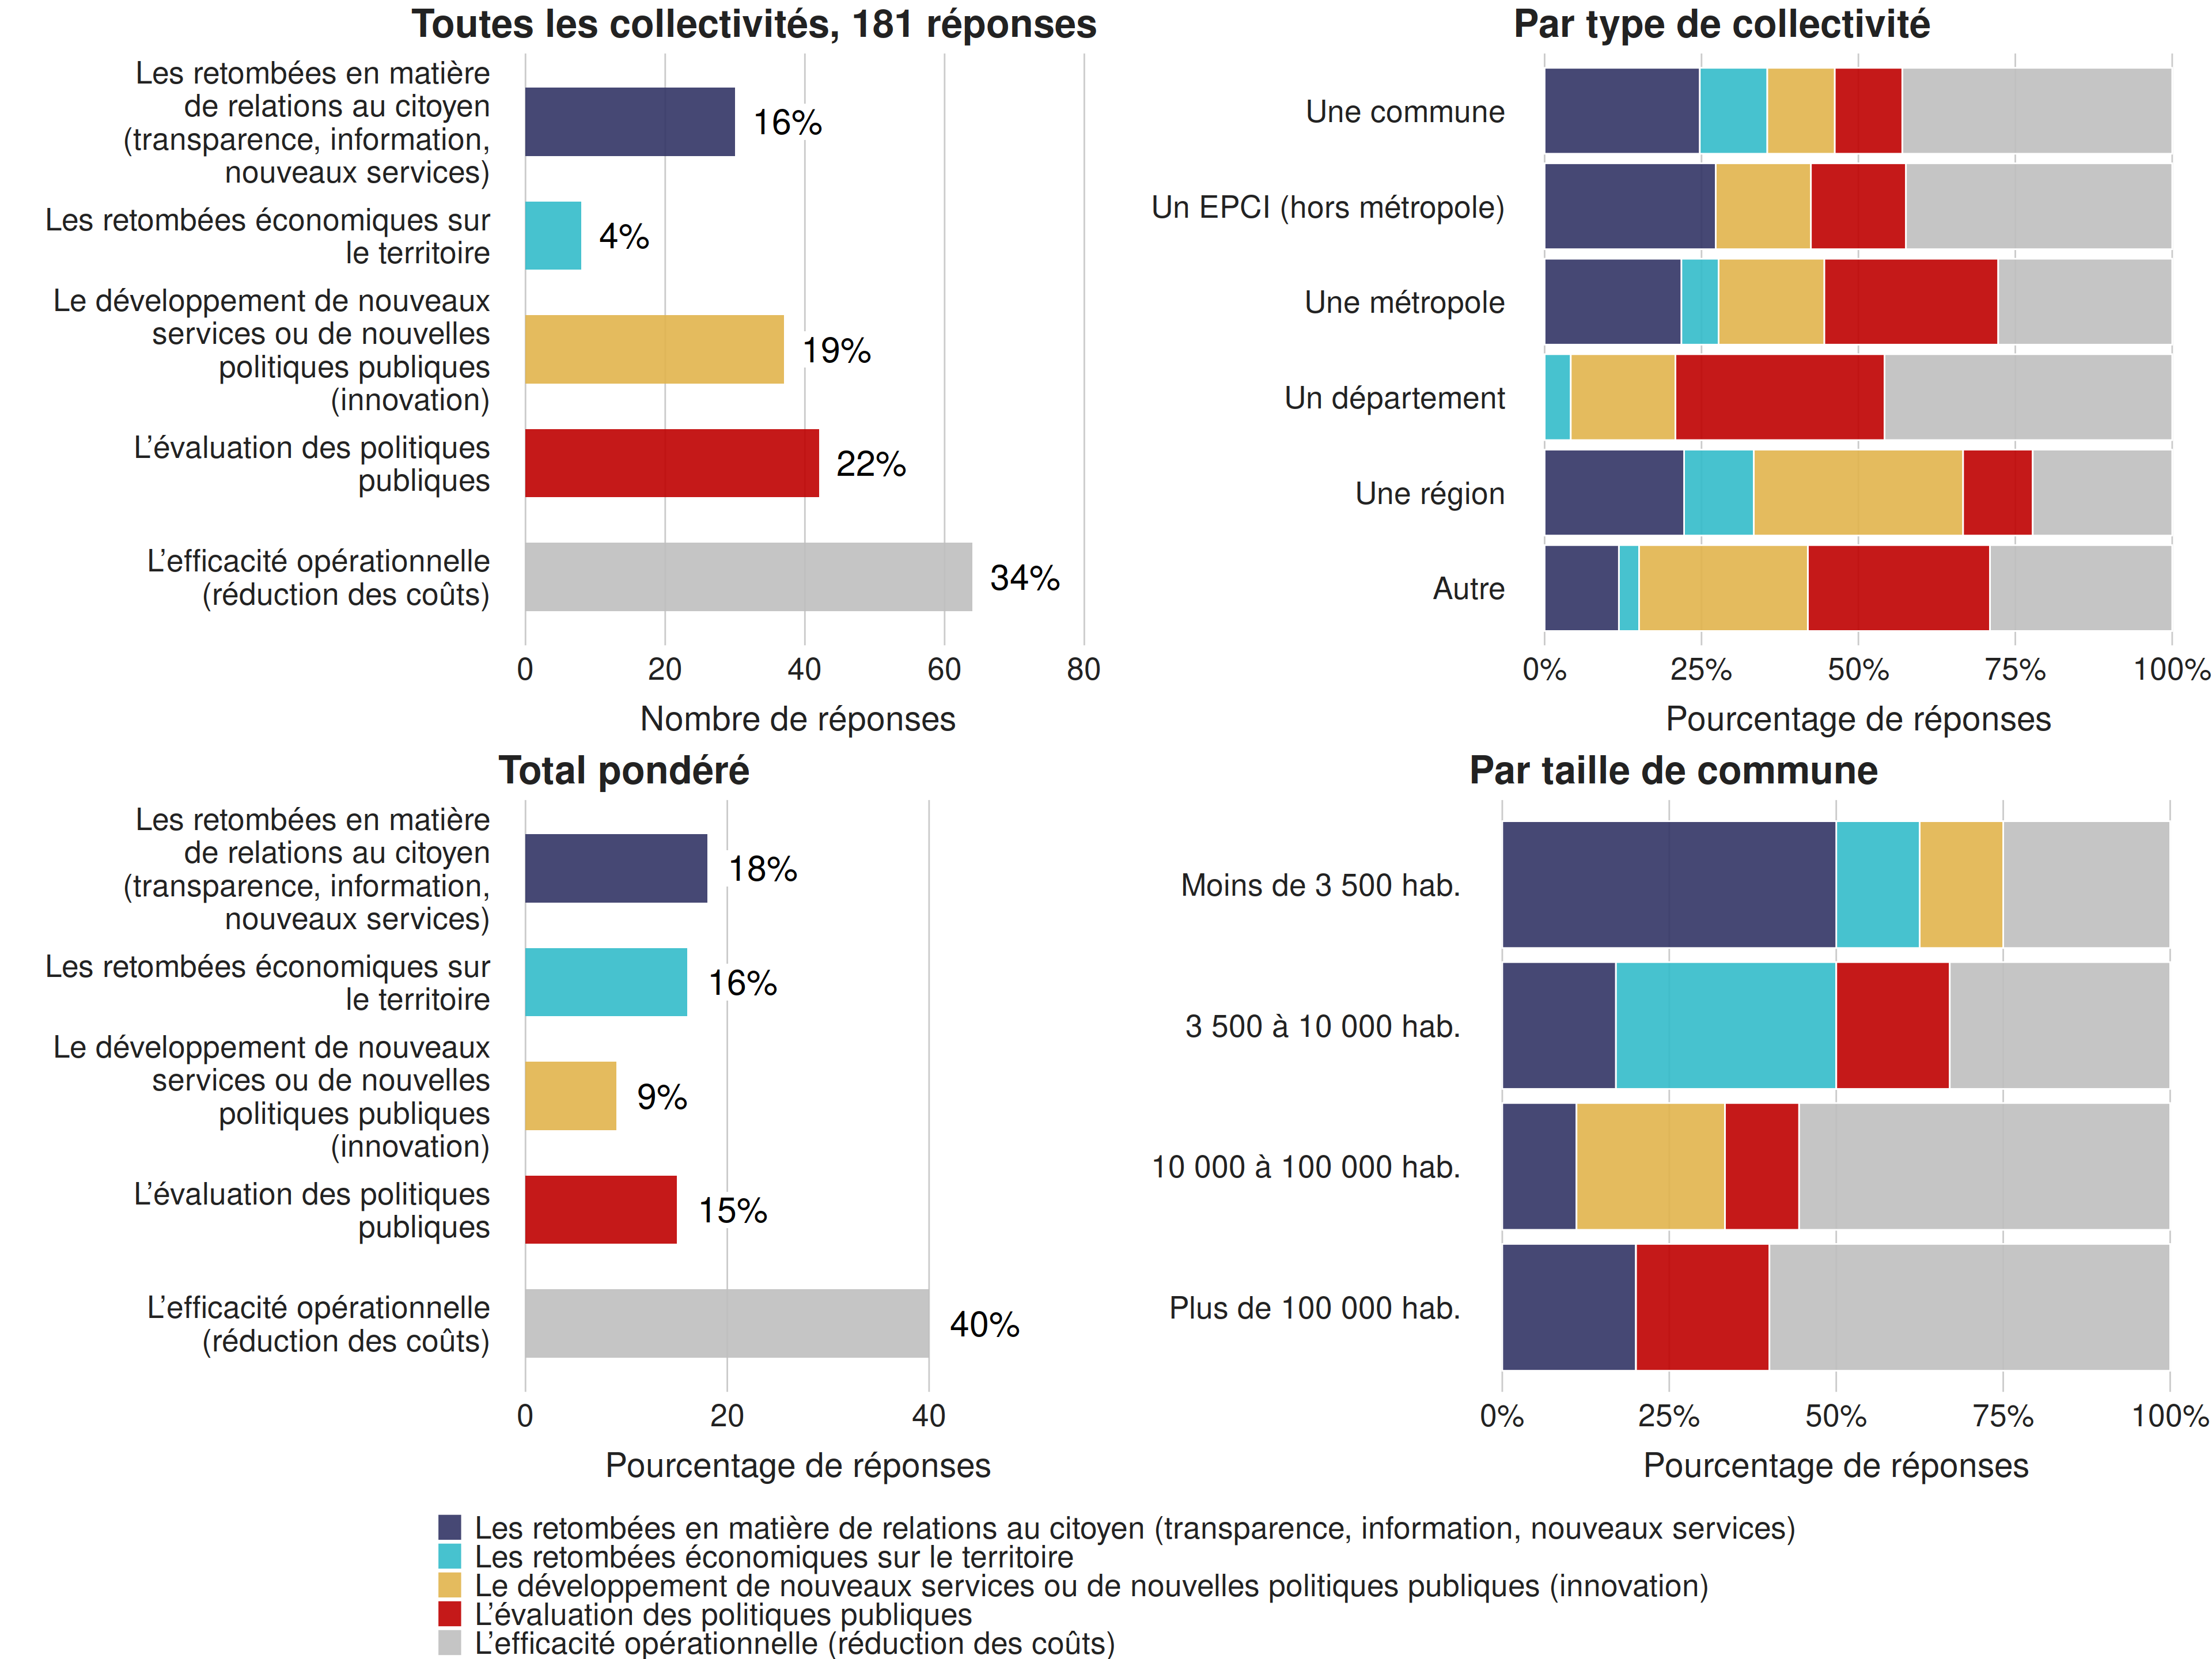 Toutes les collectivités, 181 réponses
Les retombées en matière
de relations au citoyen
(transparence, information,
nouveaux services)
16%
Les retombées économiques sur
le territoire
4%
Le développement de nouveaux
services ou de nouvelles
politiques publiques
(innovation)
19%
L’évaluation des politiques
publiques
22%
L’efficacité opérationnelle
(réduction des coûts)
34%
0 20 40 60 80
Nombre de réponses
Par type de collectivité
Une commune
Un EPCI (hors métropole)
Une métropole
Un département
Une région
Autre
0% 25% 50% 75% 100%
Pourcentage de réponses
Total pondéré
Les retombées en matière
de relations au citoyen
(transparence, information,
nouveaux services)
18%
Les retombées économiques sur
le territoire
16%
Le développement de nouveaux
services ou de nouvelles
politiques publiques
(innovation)
9%
L’évaluation des politiques
publiques
15%
L’efficacité opérationnelle
(réduction des coûts)
40%
0 20 40
Pourcentage de réponses
Par taille de commune
Moins de 3 500 hab.
3 500 à 10 000 hab.
10 000 à 100 000 hab.
Plus de 100 000 hab.
0% 25% 50% 75% 100%
Pourcentage de réponses
Les retombées en matière de relations au citoyen (transparence, information, nouveaux services)
Les retombées économiques sur le territoire
Le développement de nouveaux services ou de nouvelles politiques publiques (innovation)
L’évaluation des politiques publiques
L’efficacité opérationnelle (réduction des coûts)